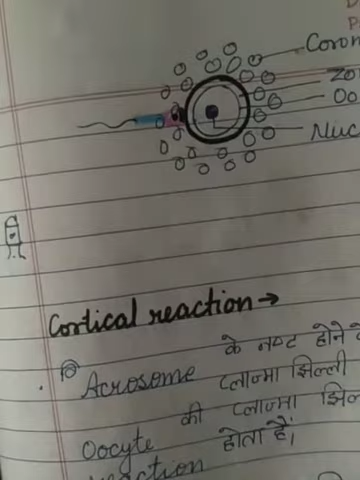 Coron
Zo
Oo
Nuc
Cortical reaction →
Acrosome के नष्ट होने के
प्लाज्मा झिल्ली
Oocyte की प्लाज्मा झिल
होता है।